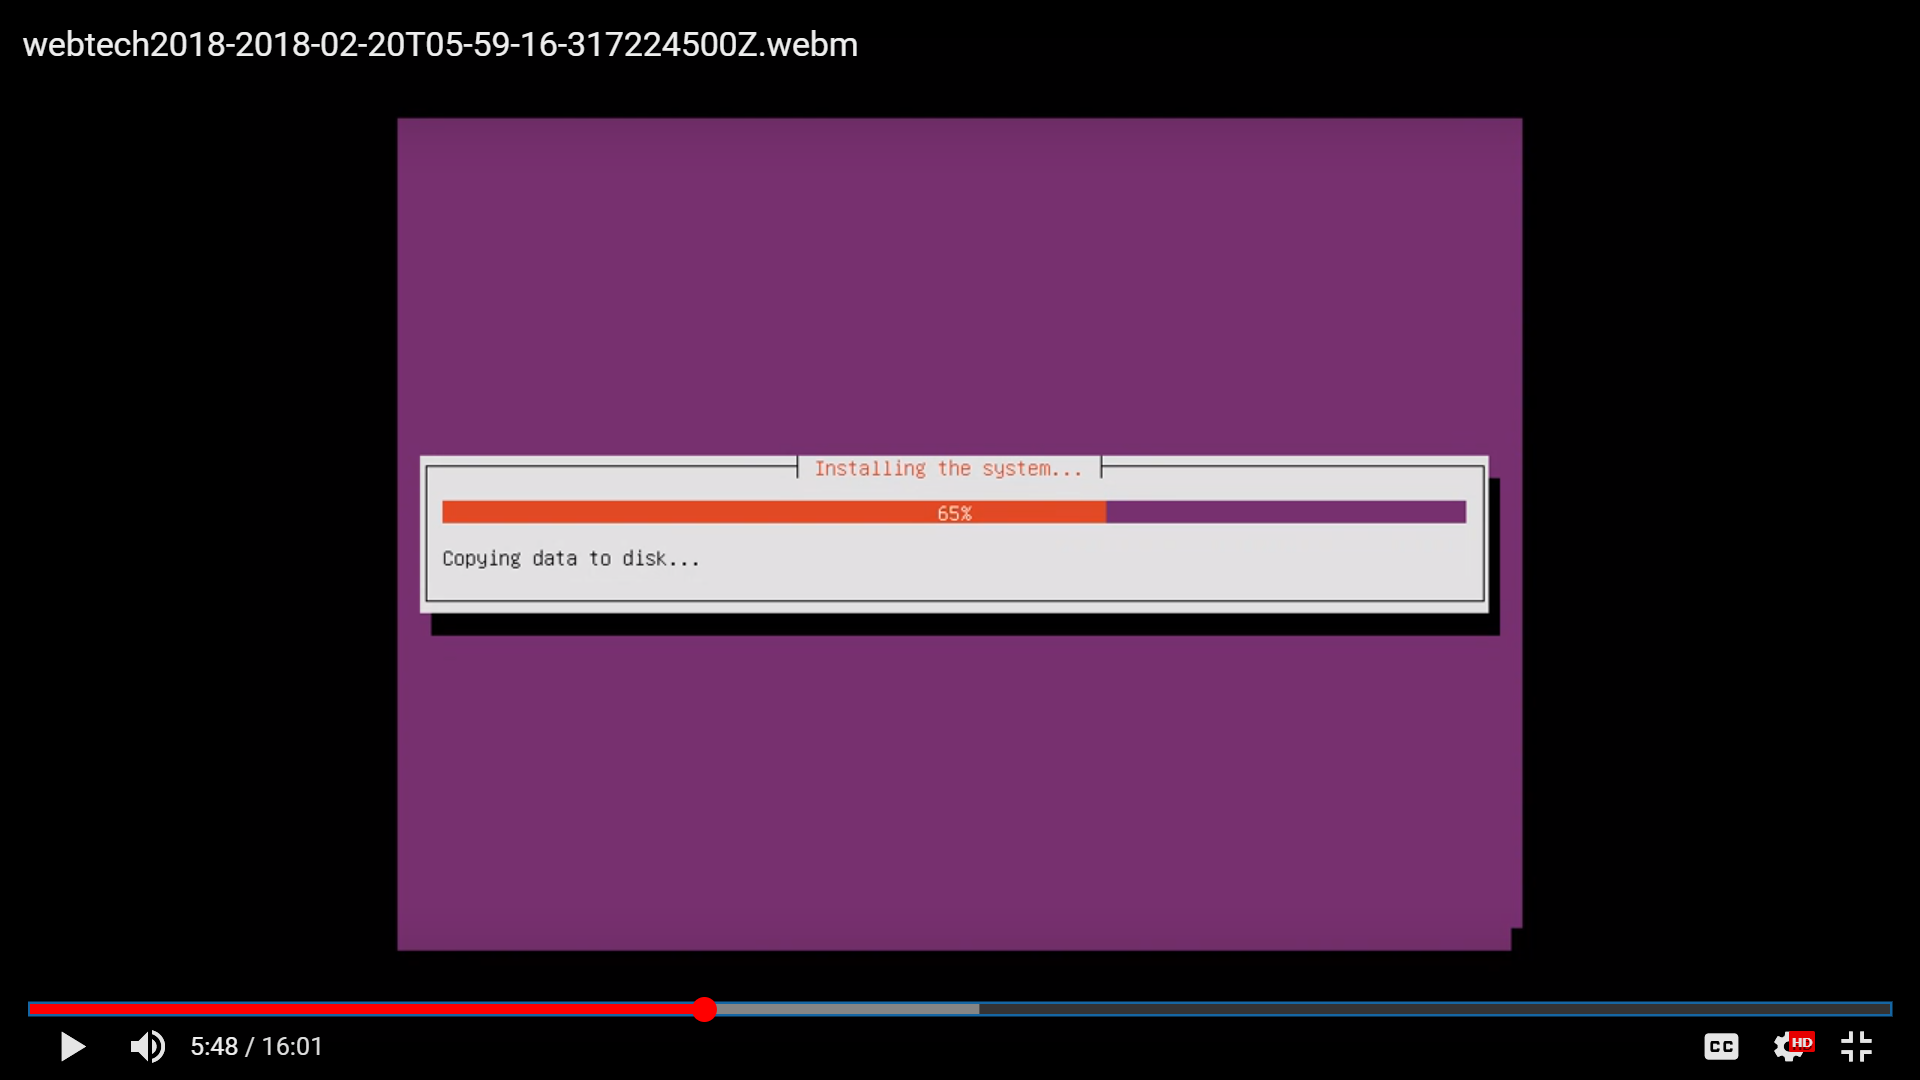 webtech2018-2018-02-20T05-59-16-317224500Z.webm
Installing the system...
65%
Copying data to disk...
5:48 / 16:01
CC
HD